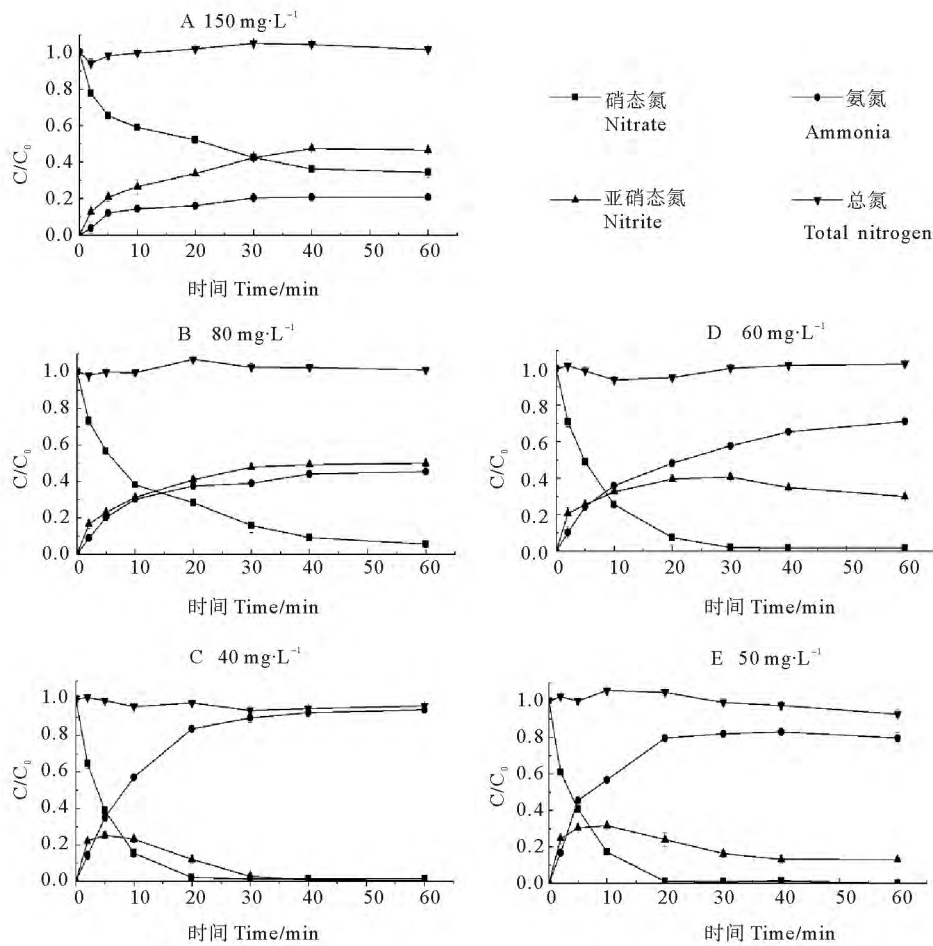 A 150 mg·L⁻¹
1.0
0.8
0.6
0.4
0.2
0.0
C/C₀
0 10 20 30 40 50 60
时间 Time/min
硝态氮
Nitrate
氨氮
Ammonia
亚硝态氮
Nitrite
总氮
Total nitrogen
B 80 mg·L⁻¹
1.0
0.8
0.6
0.4
0.2
0.0
C/C₀
0 10 20 30 40 50 60
时间 Time/min
D 60 mg·L⁻¹
1.0
0.8
0.6
0.4
0.2
0.0
C/C₀
0 10 20 30 40 50 60
时间 Time/min
C 40 mg·L⁻¹
1.0
0.8
0.6
0.4
0.2
0.0
C/C₀
0 10 20 30 40 50 60
时间 Time/min
E 50 mg·L⁻¹
1.0
0.8
0.6
0.4
0.2
0.0
C/C₀
0 10 20 30 40 50 60
时间 Time/min